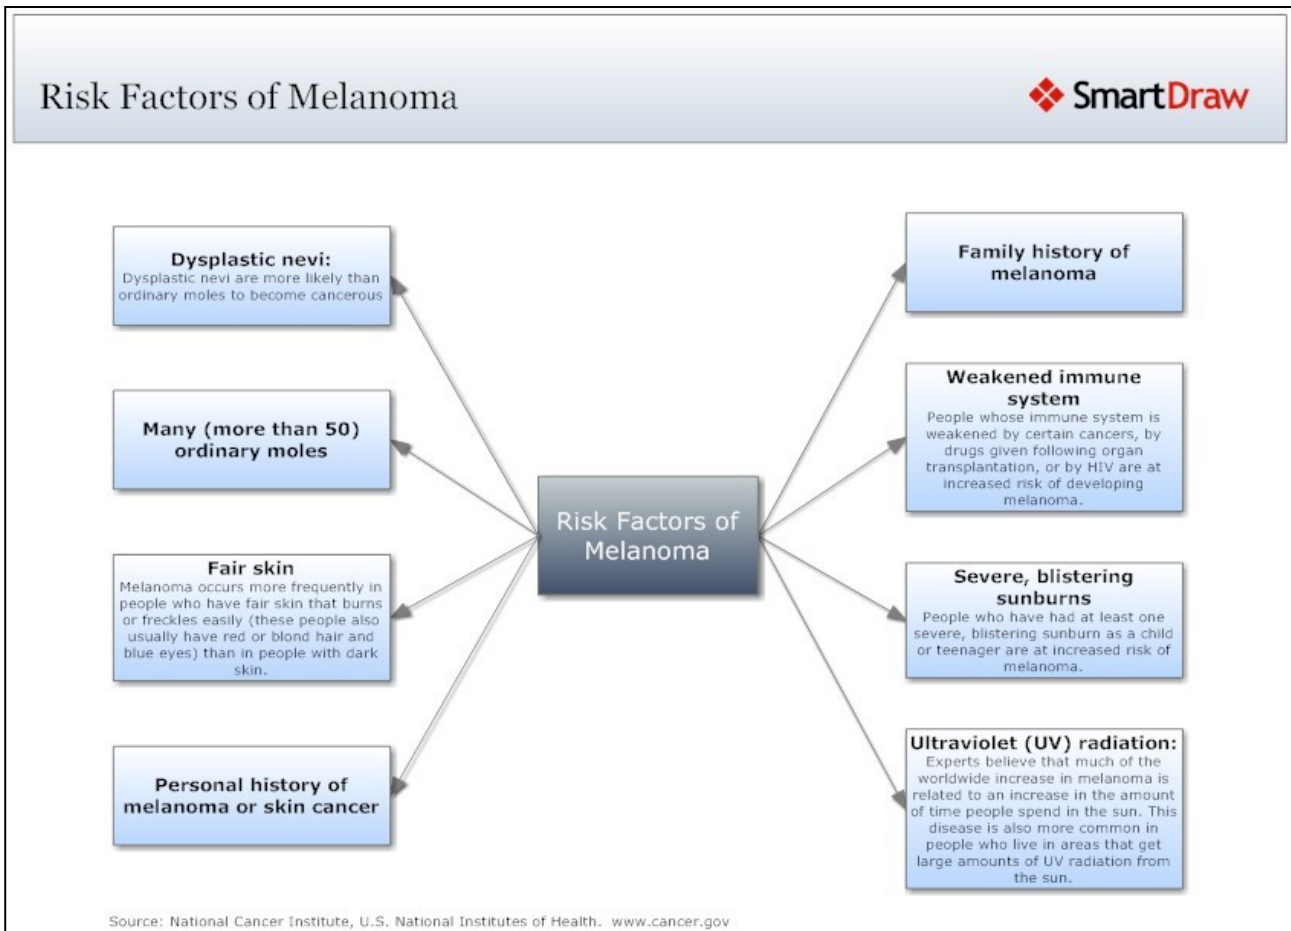 Risk Factors of Melanoma
SmartDraw
Dysplastic nevi:
Dysplastic nevi are more likely than
ordinary moles to become cancerous
Many (more than 50)
ordinary moles
Fair skin
Melanoma occurs more frequently in
people who have fair skin that burns
or freckles easily (these people also
usually have red or blond hair and
blue eyes) than in people with dark
skin.
Personal history of
melanoma or skin cancer
Risk Factors of
Melanoma
Family history of
melanoma
Weakened immune
system
People whose immune system is
weakened by certain cancers, by
drugs given following organ
transplantation, or by HIV are at
increased risk of developing
melanoma.
Severe, blistering
sunburns
People who have had at least one
severe, blistering sunburn as a child
or teenager are at increased risk of
melanoma.
Ultraviolet (UV) radiation:
Experts believe that much of the
worldwide increase in melanoma is
related to an increase in the amount
of time people spend in the sun. This
disease is also more common in
people who live in areas that get
large amounts of UV radiation from
the sun.
Source: National Cancer Institute, U.S. National Institutes of Health. www.cancer.gov